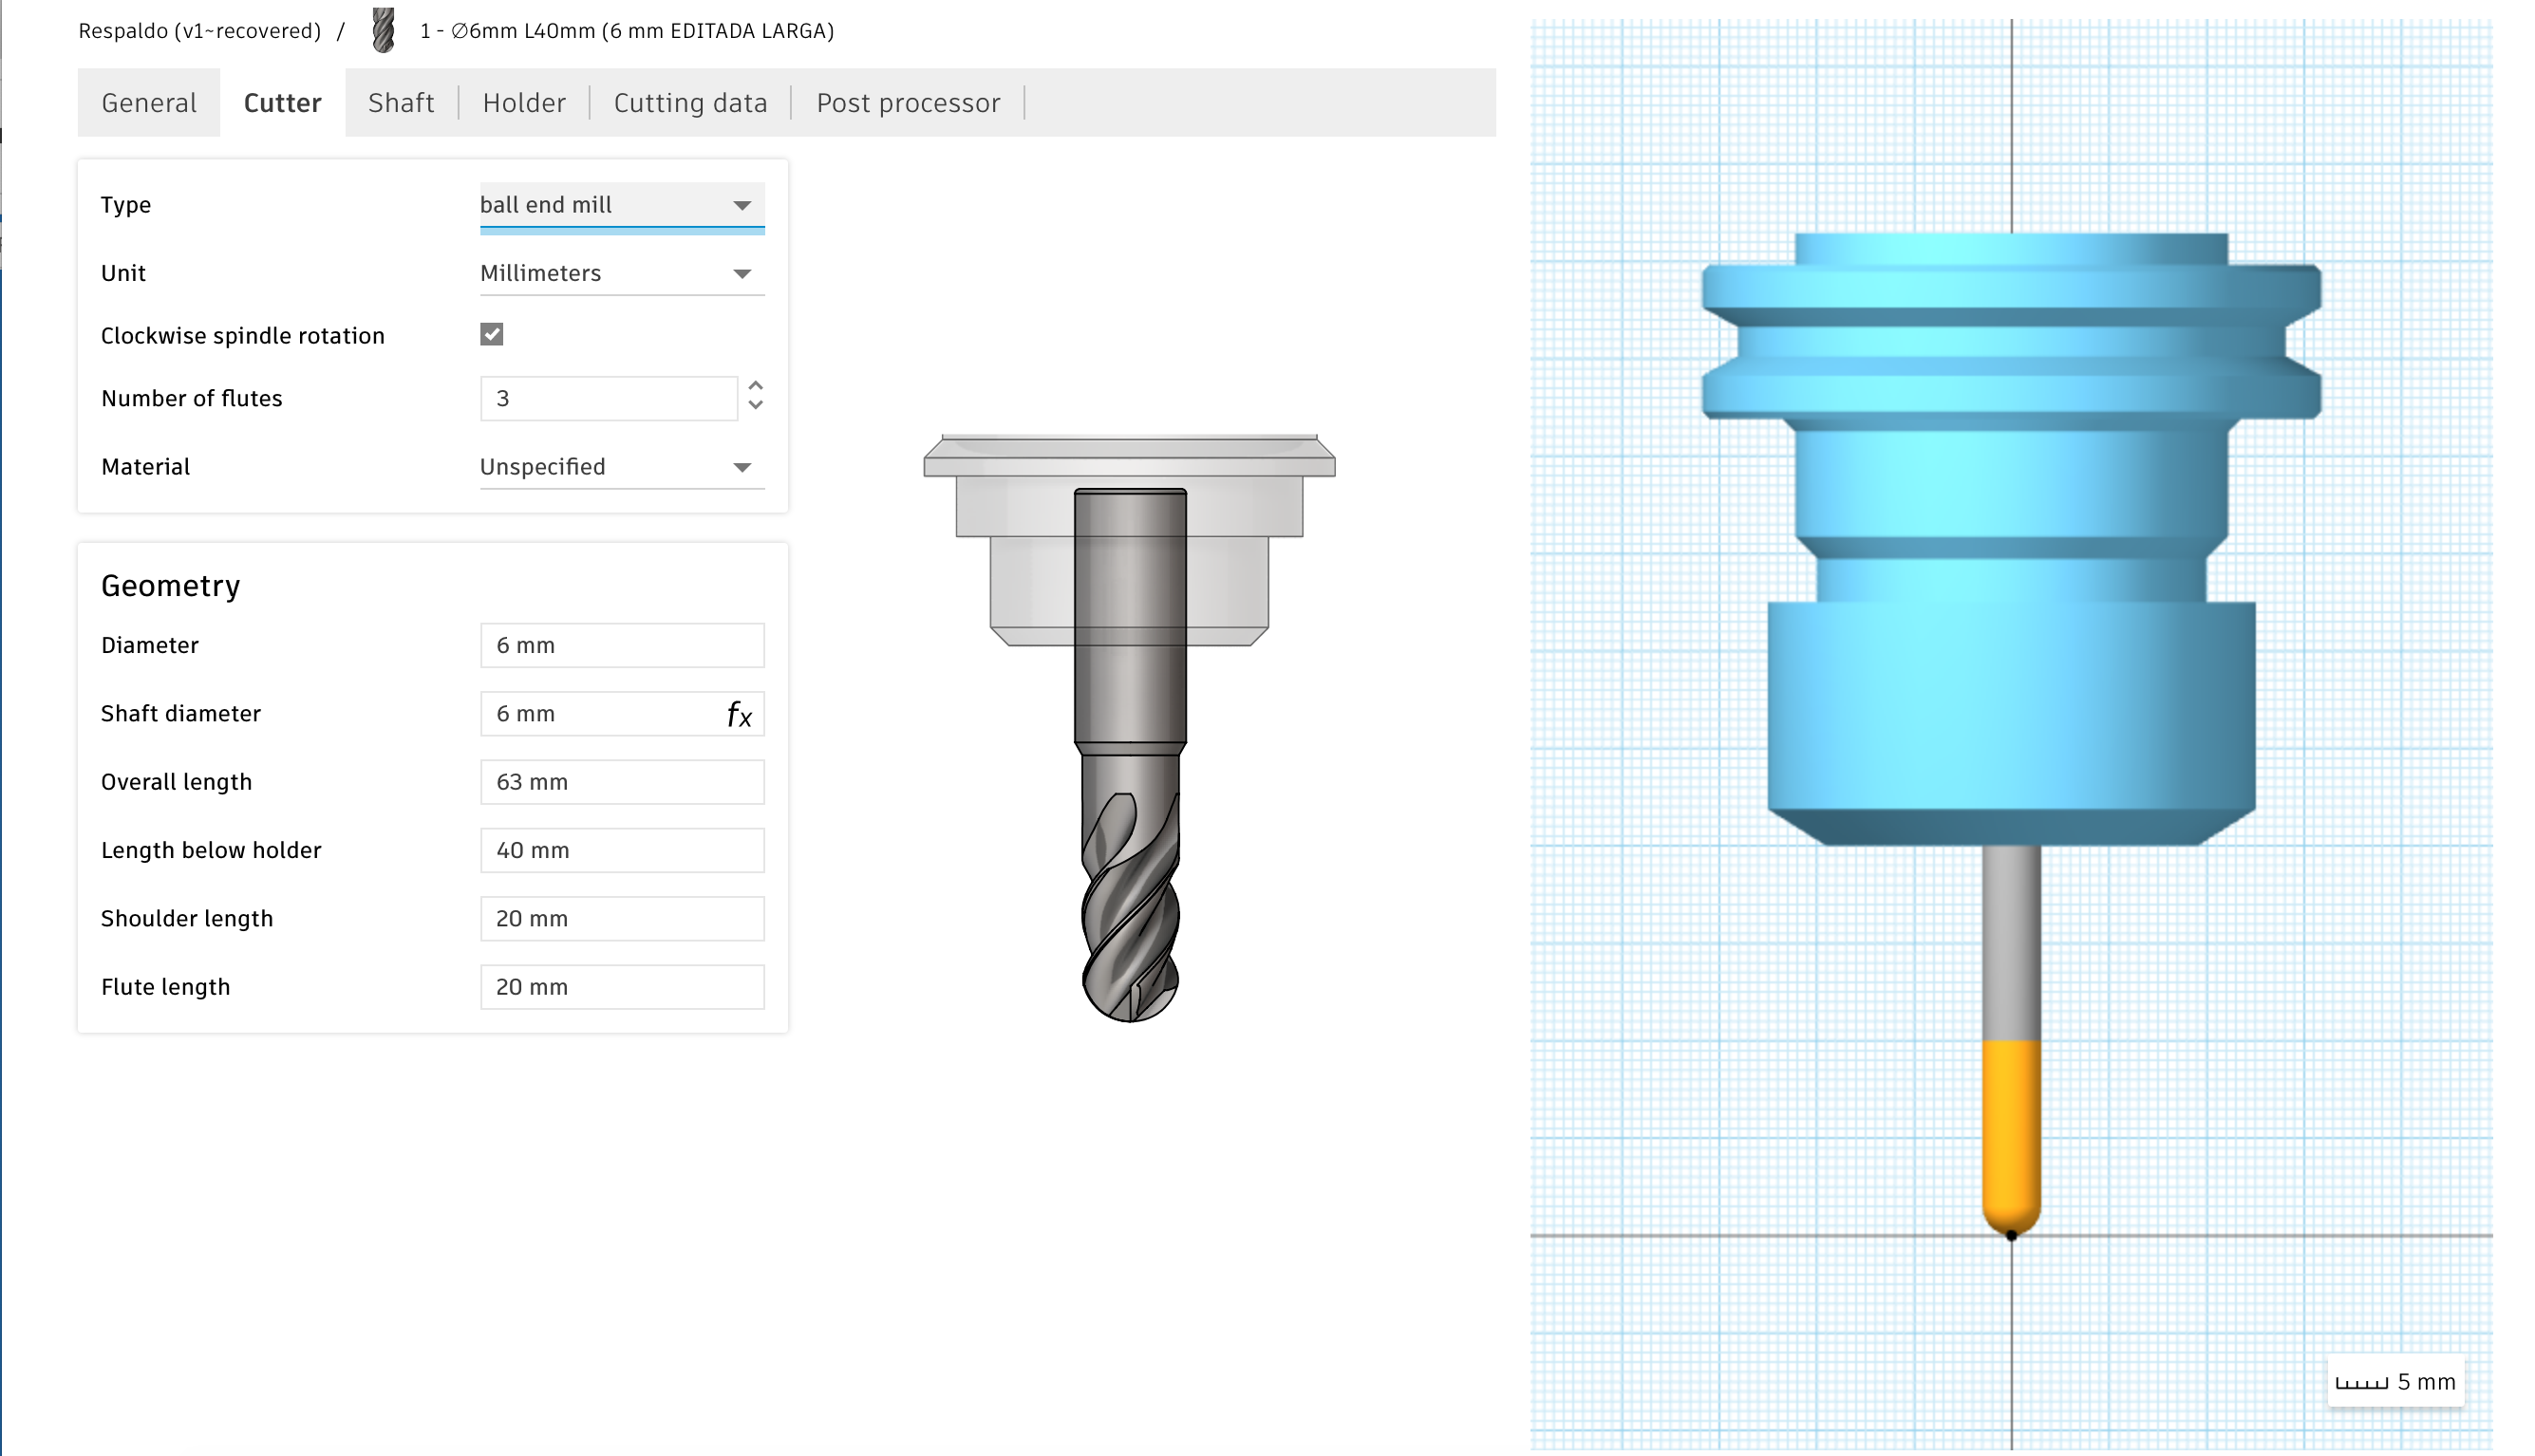 Respaldo (v1~recovered) / 1 - ∅6mm L40mm (6 mm EDITADA LARGA)
General Cutter Shaft Holder Cutting data Post processor
Type ball end mill
Unit Millimeters
Clockwise spindle rotation
Number of flutes 3
Material Unspecified
Geometry
Diameter 6 mm
Shaft diameter 6 mm fx
Overall length 63 mm
Length below holder 40 mm
Shoulder length 20 mm
Flute length 20 mm
5 mm